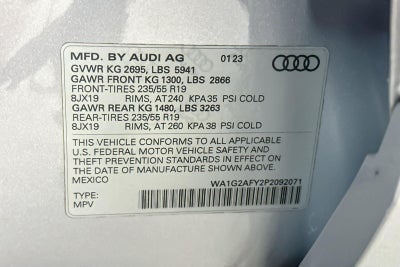 MFD. BY AUDI AG 0123
GVWR KG 2695, LBS 5941
GAWR FRONT KG 1300, LBS 2866
FRONT-TIRES 235/55 R19
8JX19 RIMS, AT 240 KPA 35 PSI COLD
GAWR REAR KG 1480, LBS 3263
REAR-TIRES 235/55 R19
8JX19 RIMS, AT 260 KPA 38 PSI COLD
THIS VEHICLE CONFORMS TO ALL APPLICABLE
U.S. FEDERAL MOTOR VEHICLE SAFETY AND
THEFT PREVENTION STANDARDS IN EFFECT ON
THE DATE OF MANUFACTURE SHOWN ABOVE.
MEXICO
WA1G2AFY2P2092071
TYPE:
MPV